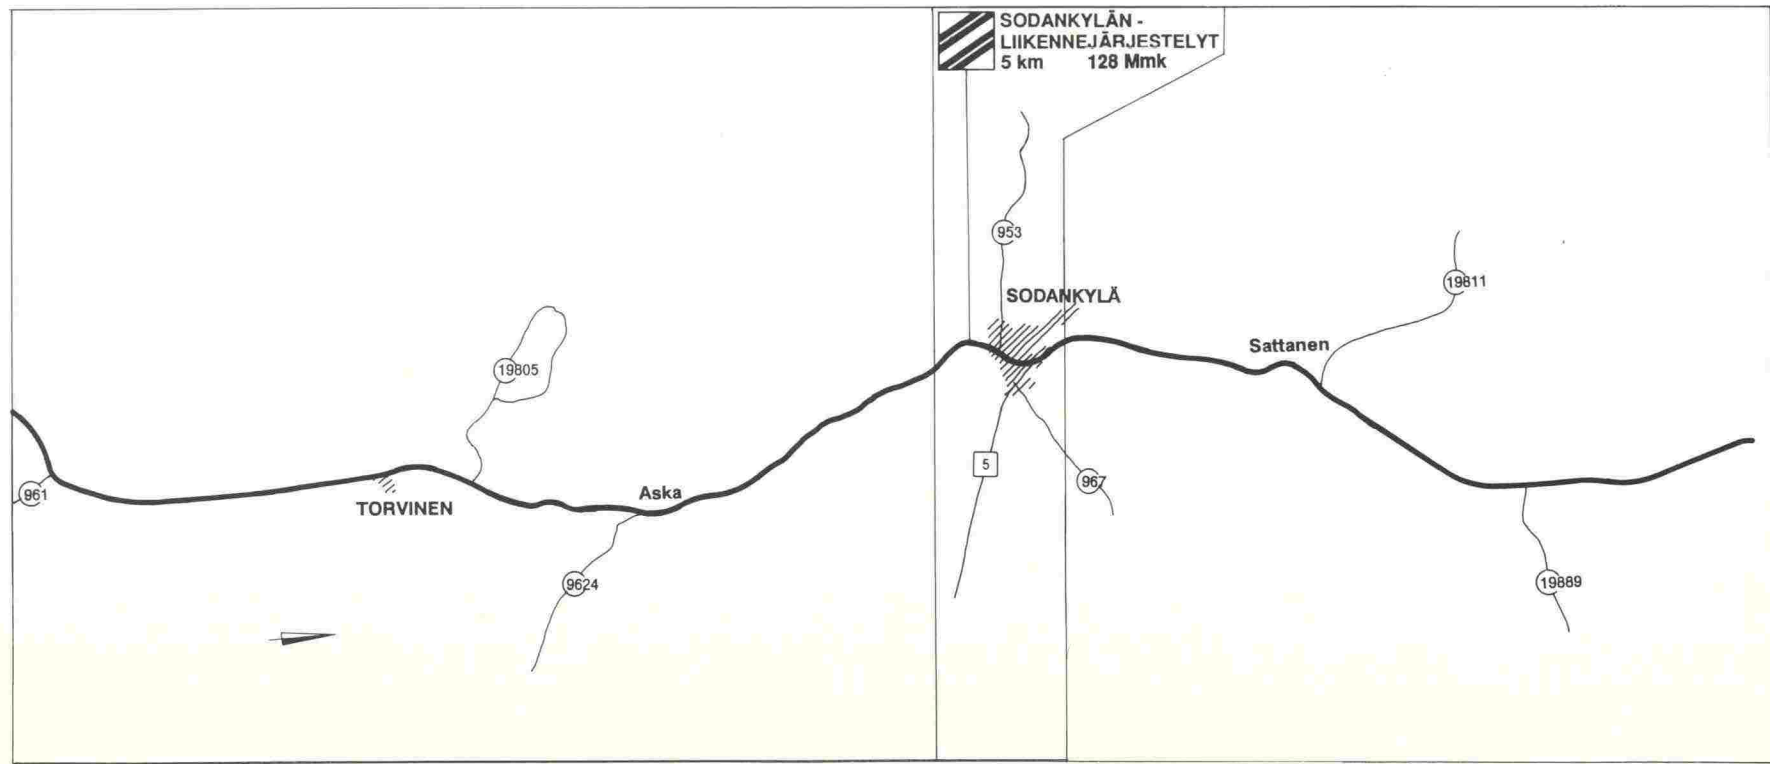 SODANKYLÄN -
LIIKENNEJÄRJESTELYT
5 km 128 Mmk
953
SODANKYLÄ
19811
Sattanen
19805
5
967
961
TORVINEN
Aska
9624
19889